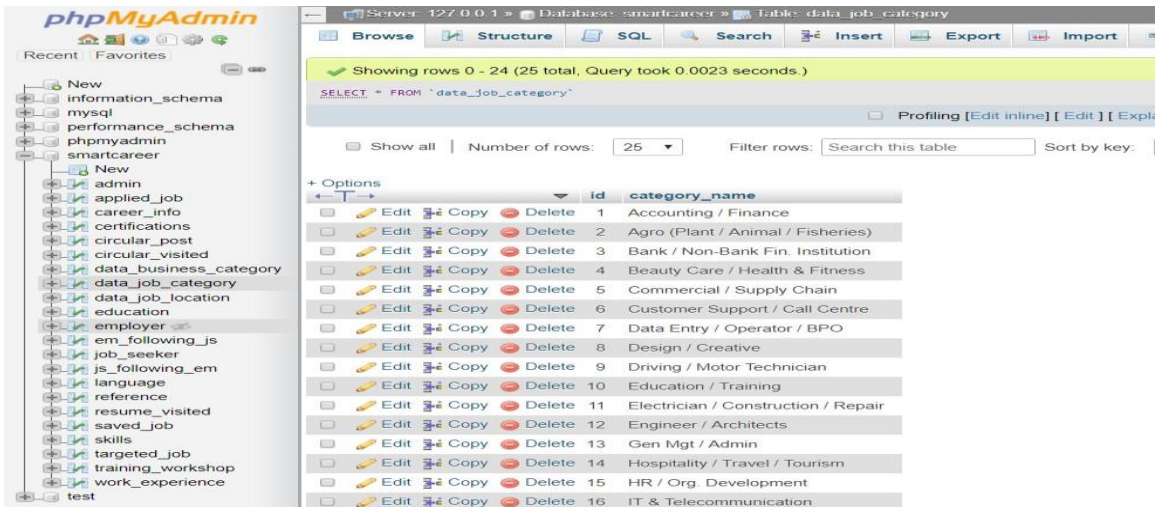 phpMyAdmin
Recent Favorites
New
information_schema
mysql
performance_schema
phpmyadmin
smartcareer
New
admin
applied_job
career_info
certifications
circular_post
circular_visited
data_business_category
data_job_category
data_job_location
education
employer
em_following_js
job_seeker
js_following_em
language
reference
resume_visited
saved_job
skills
targeted_job
training_workshop
work_experience
test
Server: 127.0.0.1 » Database: smartcareer » Table: data_job_category
Browse Structure SQL Search Insert Export Import
Showing rows 0 - 24 (25 total, Query took 0.0023 seconds.)
SELECT * FROM `data_job_category`
Profiling [Edit inline] [ Edit ] [ Expla
Show all | Number of rows: 25 Filter rows: Search this table Sort by key:
+ Options
id category_name
Edit Copy Delete 1 Accounting / Finance
Edit Copy Delete 2 Agro (Plant / Animal / Fisheries)
Edit Copy Delete 3 Bank / Non-Bank Fin. Institution
Edit Copy Delete 4 Beauty Care / Health & Fitness
Edit Copy Delete 5 Commercial / Supply Chain
Edit Copy Delete 6 Customer Support / Call Centre
Edit Copy Delete 7 Data Entry / Operator / BPO
Edit Copy Delete 8 Design / Creative
Edit Copy Delete 9 Driving / Motor Technician
Edit Copy Delete 10 Education / Training
Edit Copy Delete 11 Electrician / Construction / Repair
Edit Copy Delete 12 Engineer / Architects
Edit Copy Delete 13 Gen Mgt / Admin
Edit Copy Delete 14 Hospitality / Travel / Tourism
Edit Copy Delete 15 HR / Org. Development
Edit Copy Delete 16 IT & Telecommunication